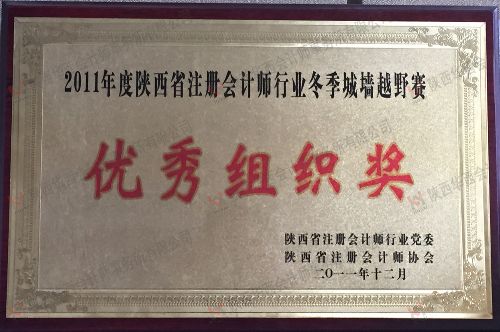 2011年度陕西省注册会计师行业冬季城墙越野赛
优秀组织奖
陕西省注册会计师行业党委
陕西省注册会计师协会
二〇一一年十二月